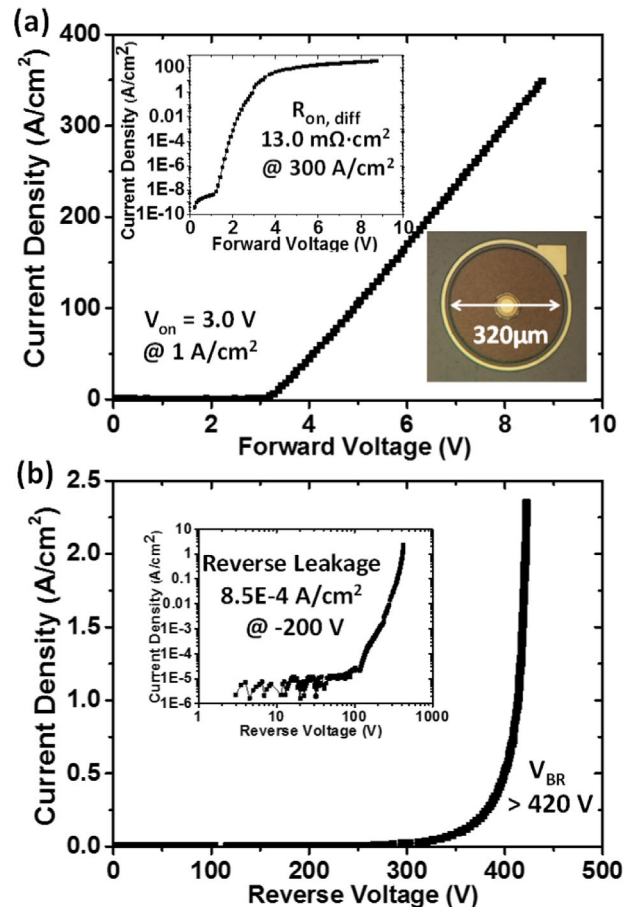 (a)
400
300
200
100
0
Current Density (A/cm²)
0 2 4 6 8 10
Forward Voltage (V)
100
1
0.01
1E-4
1E-6
1E-8
1E-10
Current Density (A/cm²)
0 2 4 6 8 10
Forward Voltage (V)
R_on, diff
13.0 mΩ·cm²
@ 300 A/cm²
V_on = 3.0 V
@ 1 A/cm²
320μm
(b)
2.5
2.0
1.5
1.0
0.5
0.0
Current Density (A/cm²)
0 100 200 300 400 500
Reverse Voltage (V)
10
1
0.1
0.01
1E-3
1E-4
1E-5
1E-6
Current Density (A/cm²)
1 10 100 1000
Reverse Voltage (V)
Reverse Leakage
8.5E-4 A/cm²
@ -200 V
V_BR
> 420 V